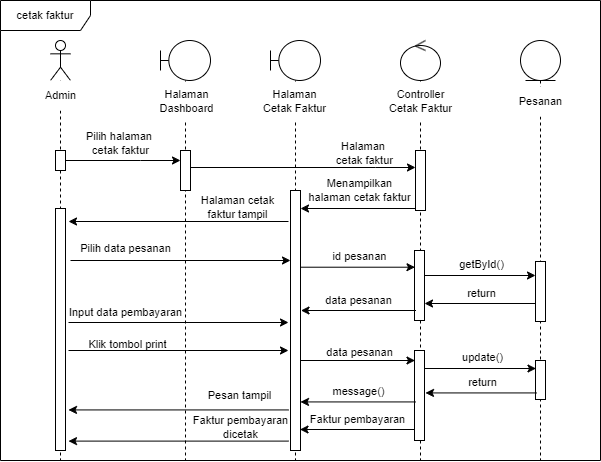 cetak faktur
Admin
Halaman
Dashboard
Halaman
Cetak Faktur
Controller
Cetak Faktur
Pesanan
Pilih halaman
cetak faktur
Halaman
cetak faktur
Menampilkan
halaman cetak faktur
Halaman cetak
faktur tampil
Pilih data pesanan
id pesanan
getById()
return
data pesanan
Input data pembayaran
Klik tombol print
data pesanan
update()
return
message()
Pesan tampil
Faktur pembayaran
Faktur pembayaran
dicetak